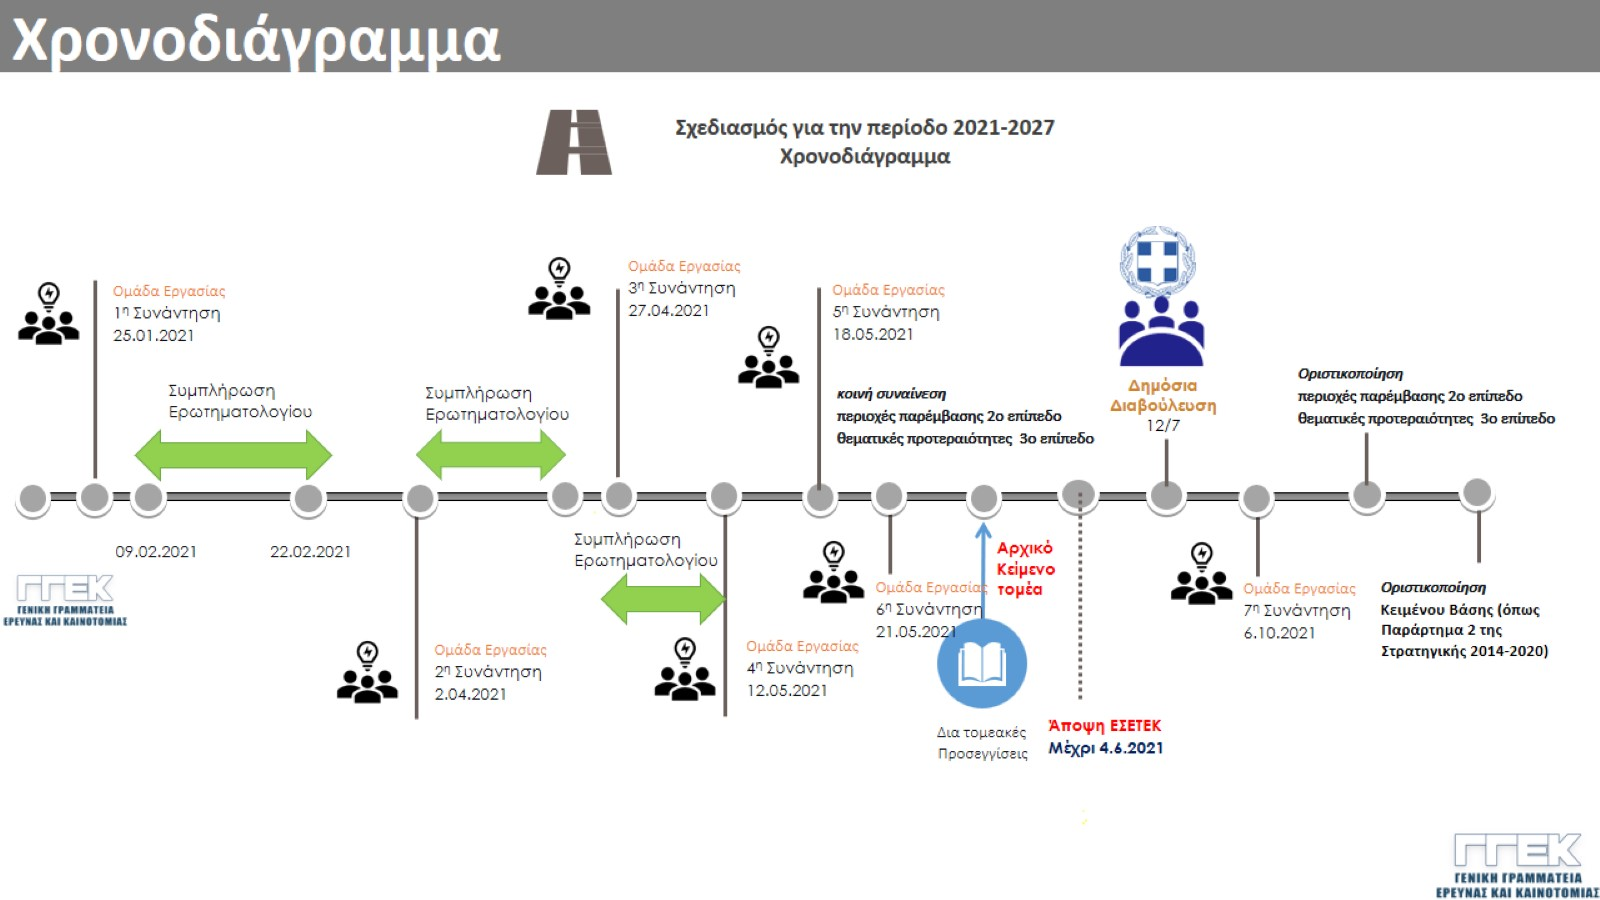 Χρονοδιάγραμμα
Σχεδιασμός για την περίοδο 2021-2027
Χρονοδιάγραμμα
Ομάδα Εργασίας
1η Συνάντηση
25.01.2021
Συμπλήρωση
Ερωτηματολογίου
09.02.2021
22.02.2021
Συμπλήρωση
Ερωτηματολογίου
Ομάδα Εργασίας
2η Συνάντηση
2.04.2021
Ομάδα Εργασίας
3η Συνάντηση
27.04.2021
Συμπλήρωση
Ερωτηματολογίου
Ομάδα Εργασίας
4η Συνάντηση
12.05.2021
Ομάδα Εργασίας
5η Συνάντηση
18.05.2021
κοινή συναίνεση
περιοχές παρέμβασης 2ο επίπεδο
θεματικές προτεραιότητες 3ο επίπεδο
Ομάδα Εργασίας
6η Συνάντηση
21.05.2021
Αρχικό
Κείμενο
τομέα
Δια τομεακές
Προσεγγίσεις
Άποψη ΕΣΕΤΕΚ
Μέχρι 4.6.2021
Δημόσια
Διαβούλευση
12/7
Ομάδα Εργασίας
7η Συνάντηση
6.10.2021
Οριστικοποίηση
περιοχές παρέμβασης 2ο επίπεδο
θεματικές προτεραιότητες 3ο επίπεδο
Οριστικοποίηση
Κειμένου Βάσης (όπως
Παράρτημα 2 της
Στρατηγικής 2014-2020)
ΓΓΕΚ
ΓΕΝΙΚΗ ΓΡΑΜΜΑΤΕΙΑ
ΕΡΕΥΝΑΣ ΚΑΙ ΚΑΙΝΟΤΟΜΙΑΣ
ΓΓΕΚ
ΓΕΝΙΚΗ ΓΡΑΜΜΑΤΕΙΑ
ΕΡΕΥΝΑΣ ΚΑΙ ΚΑΙΝΟΤΟΜΙΑΣ